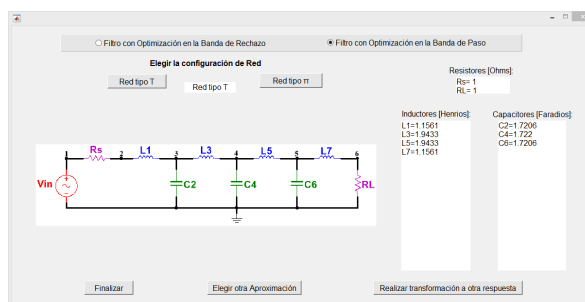 Filtro con Optimización en la Banda de Rechazo
Filtro con Optimización en la Banda de Paso
Elegir la configuración de Red
Red tipo T
Red tipo T
Red tipo π
Resistores [Ohms]:
Rs= 1
RL= 1
Inductores [Henrios]:
L1=1.1561
L3=1.9433
L5=1.9433
L7=1.1561
Capacitores [Faradios]:
C2=1.7206
C4=1.722
C6=1.7206
Rs 2 L1 3 L3 4 L5 5 L7 6
Vin C2 C4 C6 RL
Finalizar
Elegir otra Aproximación
Realizar transformación a otra respuesta